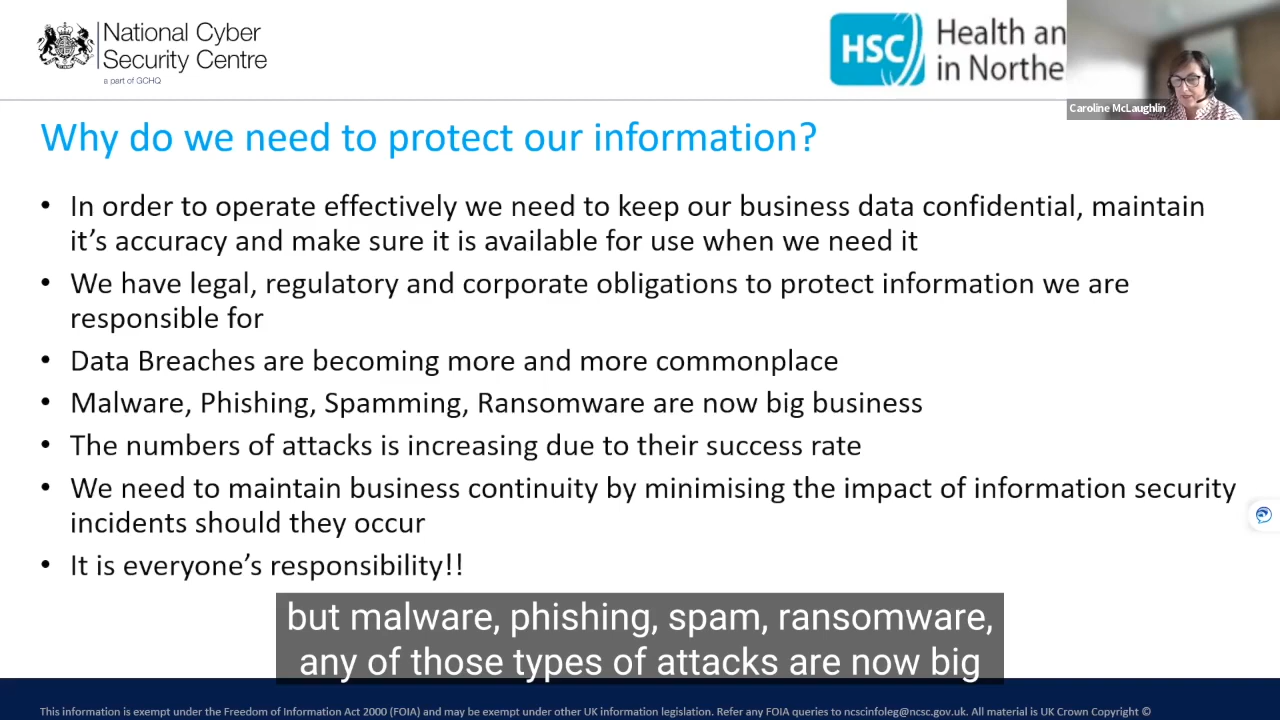 National Cyber
Security Centre
a part of GCHQ
HSC
Health an
in Northe
Caroline McLaughlin
Why do we need to protect our information?
• In order to operate effectively we need to keep our business data confidential, maintain
it’s accuracy and make sure it is available for use when we need it
• We have legal, regulatory and corporate obligations to protect information we are
responsible for
• Data Breaches are becoming more and more commonplace
• Malware, Phishing, Spamming, Ransomware are now big business
• The numbers of attacks is increasing due to their success rate
• We need to maintain business continuity by minimising the impact of information security
incidents should they occur
• It is everyone’s responsibility!!
but malware, phishing, spam, ransomware,
any of those types of attacks are now big
This information is exempt under the Freedom of Information Act 2000 (FOIA) and may be exempt under other UK information legislation. Refer any FOIA queries to ncscinfoleg@ncsc.gov.uk. All material is UK Crown Copyright ©